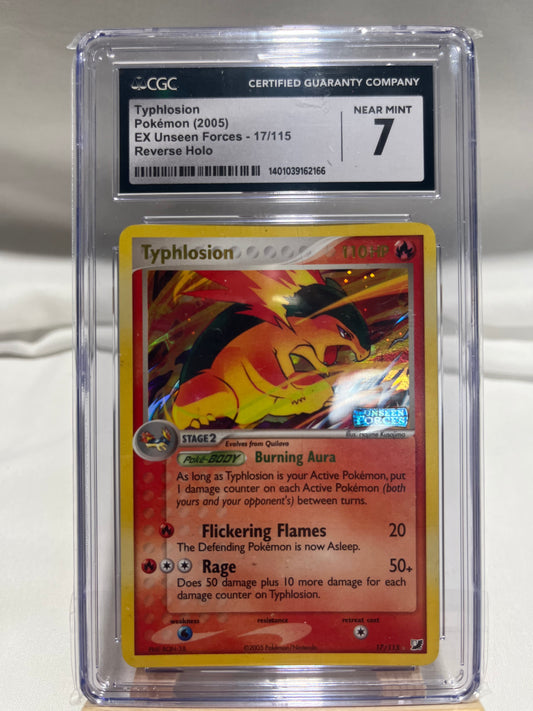 CGC
CERTIFIED GUARANTY COMPANY
Typhlosion
Pokémon (2005)
EX Unseen Forces - 17/115
Reverse Holo
NEAR MINT
7
1401039162166
Typhlosion 110 HP
UNSEEN
FORCES
STAGE 2
Evolves from Quilava
Poké-BODY Burning Aura
As long as Typhlosion is your Active Pokémon, put
1 damage counter on each Active Pokémon (both
yours and your opponent's) between turns.
Flickering Flames 20
The Defending Pokémon is now Asleep.
Rage 50+
Does 50 damage plus 10 more damage for each
damage counter on Typhlosion.
weakness resistance retreat cost
©2005 Pokémon/Nintendo. 17/115